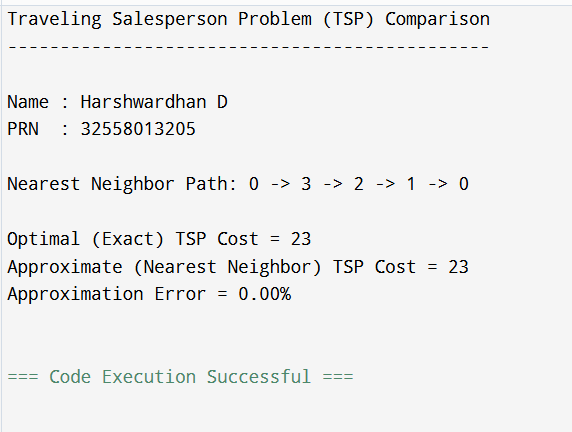 Traveling Salesperson Problem (TSP) Comparison
----------------------------------------------
Name : Harshwardhan D
PRN  : 32558013205
Nearest Neighbor Path: 0 -> 3 -> 2 -> 1 -> 0
Optimal (Exact) TSP Cost = 23
Approximate (Nearest Neighbor) TSP Cost = 23
Approximation Error = 0.00%
=== Code Execution Successful ===